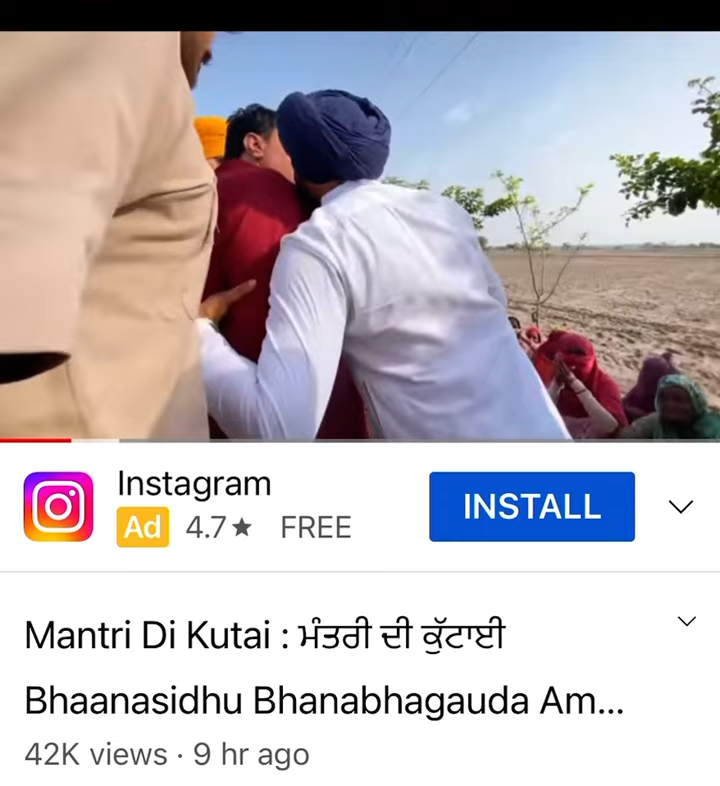 Instagram
Ad 4.7★ FREE
INSTALL
Mantri Di Kutai : ਮੰਤਰੀ ਦੀ ਕੁੱਟਾਈ
Bhaanasidhu Bhanabhagauda Am...
42K views · 9 hr ago